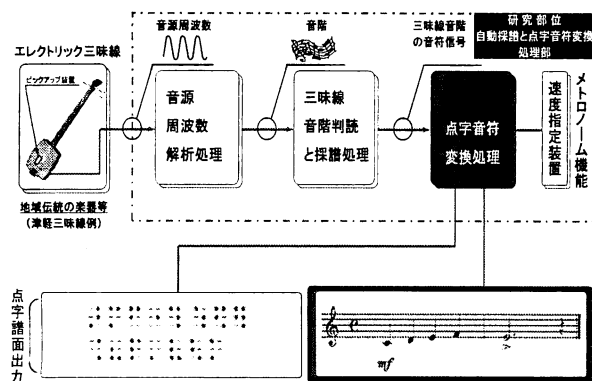 エレクトリック三味線
ピックアップ装置
地域伝統の楽器等
(津軽三味線例)
音源周波数
音階
三味線音階
の音符信号
研究部位
自動採譜と点字音符変換
処理部
音源
周波数
解析処理
三味線
音階判読
と採譜処理
点字音符
変換処理
速度指定装置
メトロノーム機能
点字譜面出力
mf